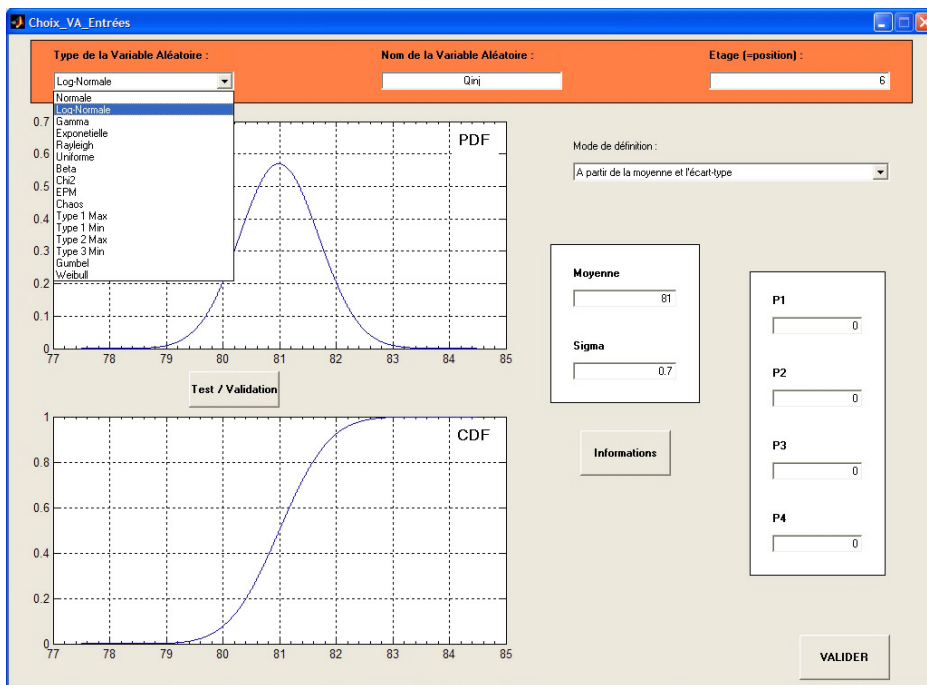 Choix_VA_Entrées
Type de la Variable Aléatoire :
Nom de la Variable Aléatoire :
Etage (=position) :
Log-Normale
Qinj
6
Normale
Log-Normale
Gamma
Exponetielle
Rayleigh
Uniforme
Beta
Chi2
EPM
Chaos
Type 1 Max
Type 1 Min
Type 2 Max
Type 3 Min
Gumbel
Weibull
PDF
0.7
0.6
0.5
0.4
0.3
0.2
0.1
0
77 78 79 80 81 82 83 84 85
Mode de définition :
A partir de la moyenne et l'écart-type
Moyenne
81
Sigma
0.7
P1
0
P2
0
P3
0
P4
0
Test / Validation
Informations
CDF
1
0.8
0.6
0.4
0.2
0
77 78 79 80 81 82 83 84 85
VALIDER